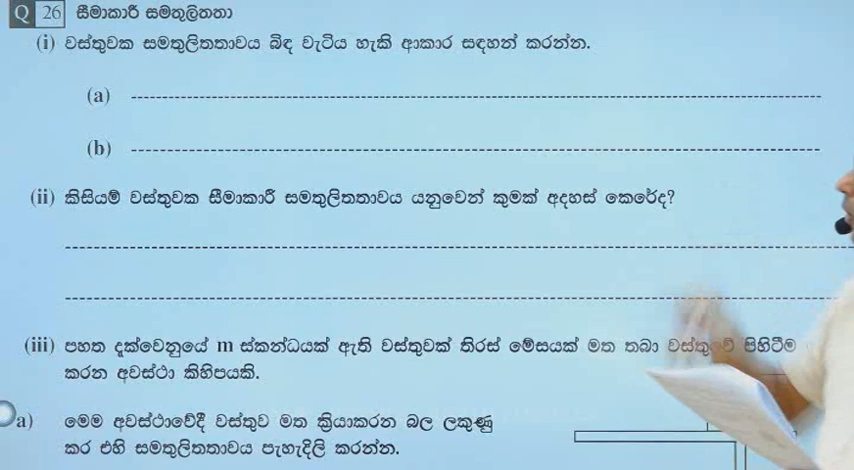 Q 26 සීමාකාරී සමතුලිතතා
(i) වස්තුවක සමතුලිතතාවය බිඳ වැටිය හැකි ආකාර සඳහන් කරන්න.
(a)
(b)
(ii) කිසියම් වස්තුවක සීමාකාරී සමතුලිතතාවය යනුවෙන් කුමක් අදහස් කෙරේද?
(iii) පහත දැක්වෙනුයේ m ස්කන්ධයක් ඇති වස්තුවක් තිරස් මේසයක් මත තබා පිහිටීම
කරන අවස්ථා කිහිපයකි.
a) මෙම අවස්ථාවේදී වස්තුව මත ක්‍රියාකරන බල ලකුණු
කර එහි සමතුලිතතාවය පැහැදිලි කරන්න.